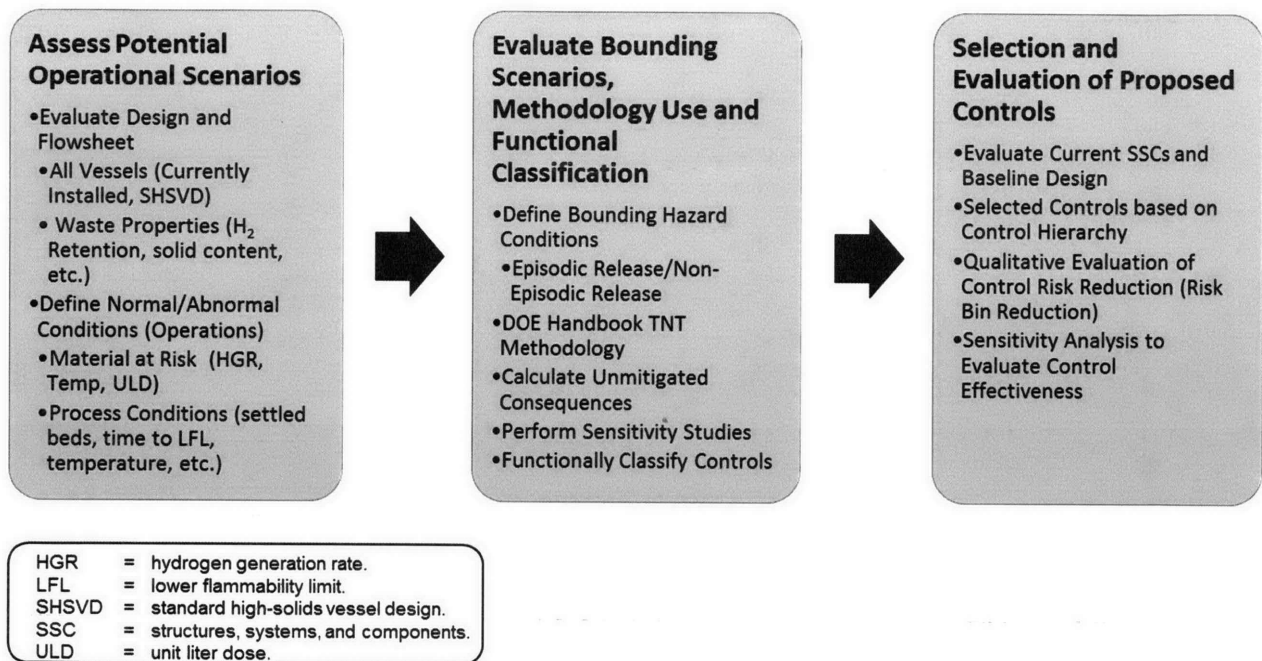 Assess Potential
Operational Scenarios
•Evaluate Design and
Flowsheet
•All Vessels (Currently
Installed, SHSVD)
• Waste Properties (H₂
Retention, solid content,
etc.)
•Define Normal/Abnormal
Conditions (Operations)
•Material at Risk (HGR,
Temp, ULD)
•Process Conditions (settled
beds, time to LFL,
temperature, etc.)
Evaluate Bounding
Scenarios,
Methodology Use and
Functional
Classification
•Define Bounding Hazard
Conditions
•Episodic Release/Non-
Episodic Release
•DOE Handbook TNT
Methodology
•Calculate Unmitigated
Consequences
•Perform Sensitivity Studies
•Functionally Classify Controls
Selection and
Evaluation of Proposed
Controls
•Evaluate Current SSCs and
Baseline Design
•Selected Controls based on
Control Hierarchy
•Qualitative Evaluation of
Control Risk Reduction (Risk
Bin Reduction)
•Sensitivity Analysis to
Evaluate Control
Effectiveness
HGR = hydrogen generation rate.
LFL = lower flammability limit.
SHSVD = standard high-solids vessel design.
SSC = structures, systems, and components.
ULD = unit liter dose.